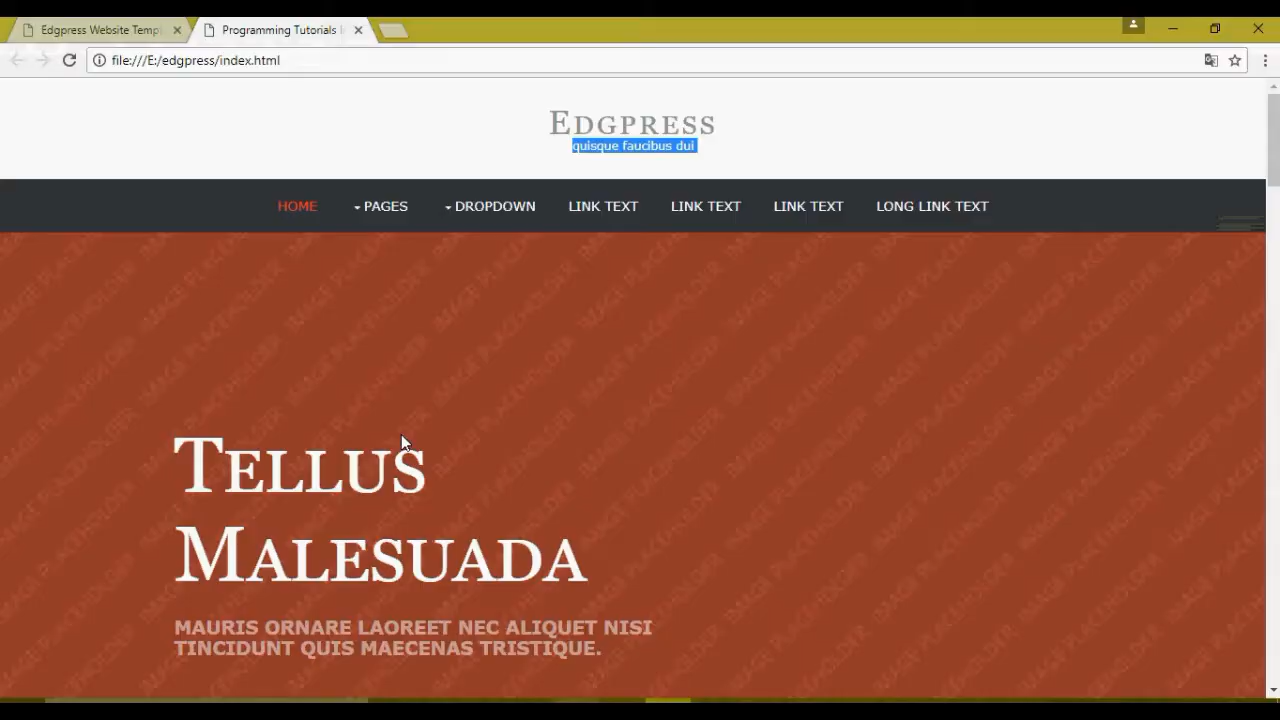 Edgpress Website Temp
Programming Tutorials
file:///E:/edgpress/index.html
EDGPRESS
quisque faucibus dui
HOME PAGES DROPDOWN LINK TEXT LINK TEXT LINK TEXT LONG LINK TEXT
TELLUS
MALESUADA
MAURIS ORNARE LAOREET NEC ALIQUET NISI
TINCIDUNT QUIS MAECENAS TRISTIQUE.